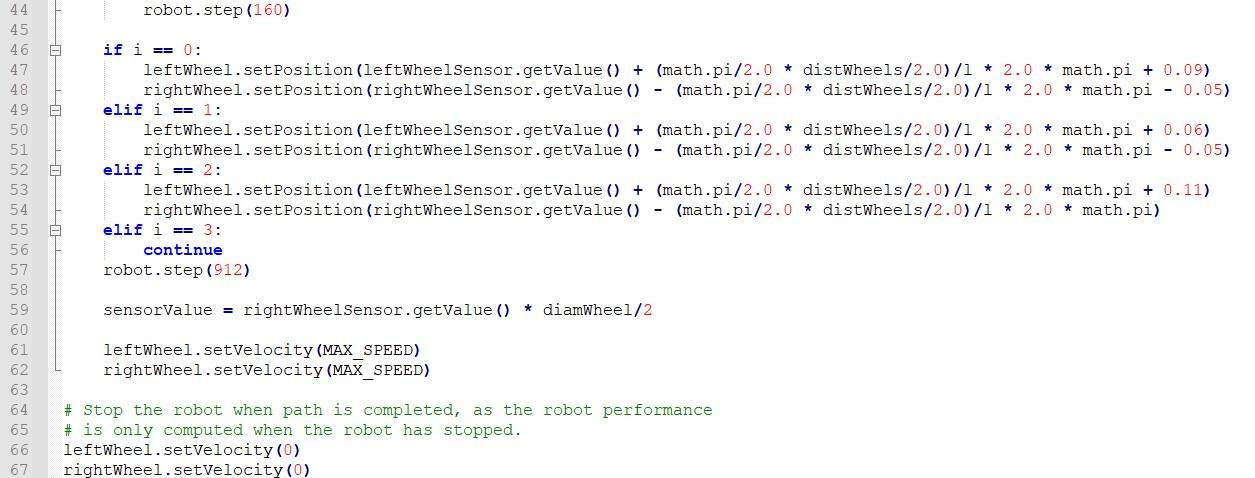 44 robot.step(160)
45
46 if i == 0:
47 leftWheel.setPosition(leftWheelSensor.getValue() + (math.pi/2.0 * distWheels/2.0)/l * 2.0 * math.pi + 0.09)
48 rightWheel.setPosition(rightWheelSensor.getValue() - (math.pi/2.0 * distWheels/2.0)/l * 2.0 * math.pi - 0.05)
49 elif i == 1:
50 leftWheel.setPosition(leftWheelSensor.getValue() + (math.pi/2.0 * distWheels/2.0)/l * 2.0 * math.pi + 0.06)
51 rightWheel.setPosition(rightWheelSensor.getValue() - (math.pi/2.0 * distWheels/2.0)/l * 2.0 * math.pi - 0.05)
52 elif i == 2:
53 leftWheel.setPosition(leftWheelSensor.getValue() + (math.pi/2.0 * distWheels/2.0)/l * 2.0 * math.pi + 0.11)
54 rightWheel.setPosition(rightWheelSensor.getValue() - (math.pi/2.0 * distWheels/2.0)/l * 2.0 * math.pi)
55 elif i == 3:
56 continue
57 robot.step(912)
58
59 sensorValue = rightWheelSensor.getValue() * diamWheel/2
60
61 leftWheel.setVelocity(MAX_SPEED)
62 rightWheel.setVelocity(MAX_SPEED)
63
64 # Stop the robot when path is completed, as the robot performance
65 # is only computed when the robot has stopped.
66 leftWheel.setVelocity(0)
67 rightWheel.setVelocity(0)